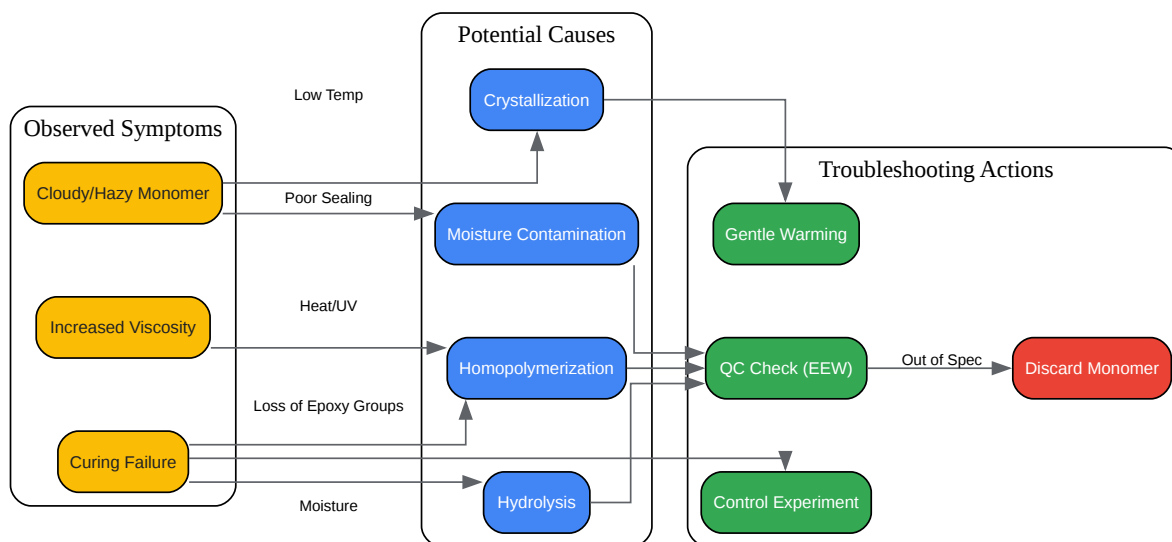 Potential Causes
Low Temp
Crystallization
Observed Symptoms
Cloudy/Hazy Monomer
Poor Sealing
Moisture Contamination
Troubleshooting Actions
Gentle Warming
Increased Viscosity
Heat/UV
Homopolymerization
QC Check (EEW)
Out of Spec
Discard Monomer
Loss of Epoxy Groups
Curing Failure
Moisture
Hydrolysis
Control Experiment